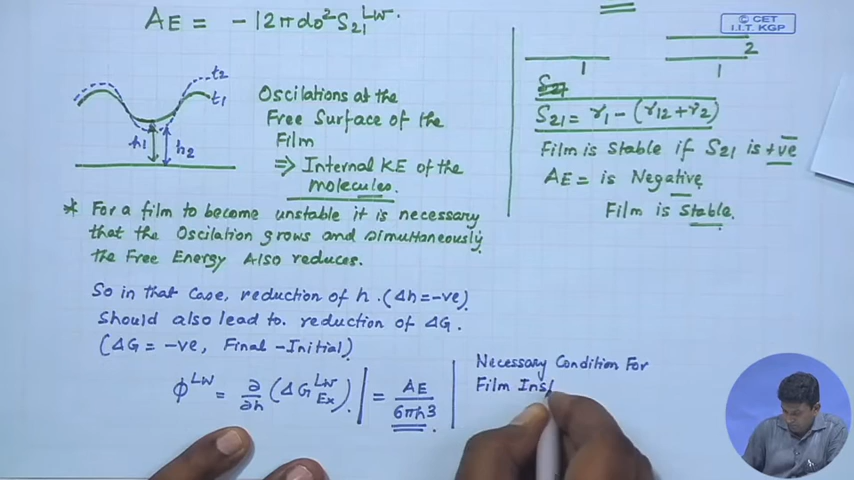 AE = -12πdo² S21^LW.
© CET
I.I.T. KGP
2
1
1
S21 = γ1 - (γ12 + γ2)
Film is stable if S21 is +ve
AE = is Negative
Film is stable.
t2
t1
h1
h2
Oscilations at the
Free Surface of the
Film
⇒ Internal KE of the
molecules.
* For a film to become unstable it is necessary
that the Oscilation grows and simultaneously
the Free Energy Also reduces.
So in that Case, reduction of h. (Δh = -ve)
Should also lead to reduction of ΔG.
(ΔG = -ve, Final - Initial)
φ^LW = ∂/∂h (ΔG^LW_Ex) = AE/6πh³
Necessary Condition For
Film Inst